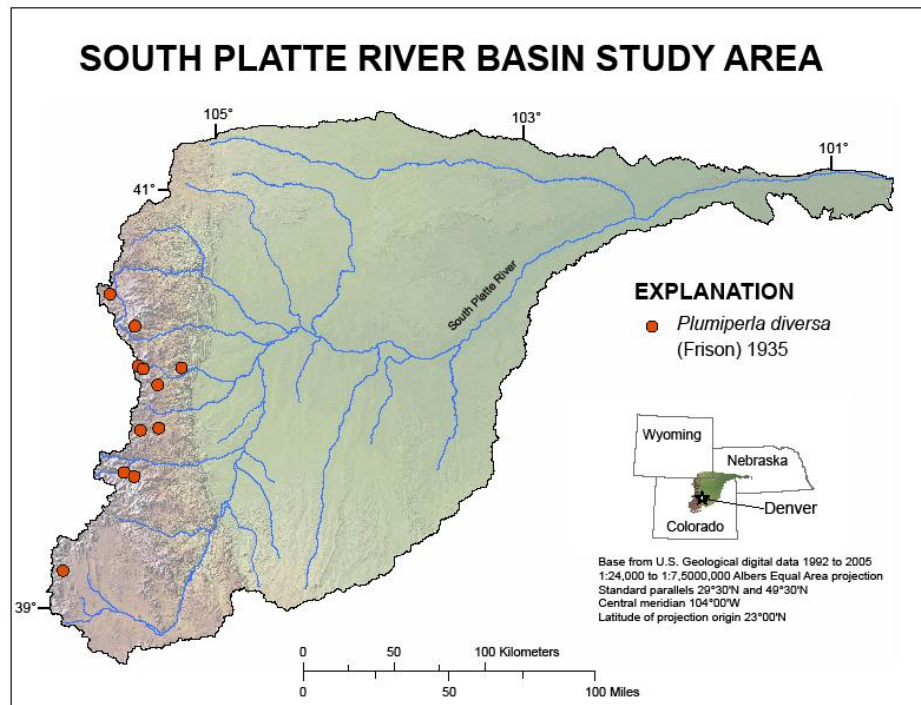 SOUTH PLATTE RIVER BASIN STUDY AREA
105°
103°
101°
41°
South Platte River
EXPLANATION
Plumiperla diversa
(Frison) 1935
Wyoming
Nebraska
Denver
Colorado
Base from U.S. Geological digital data 1992 to 2005
1:24,000 to 1:7,5000,000 Albers Equal Area projection
Standard parallels 29°30'N and 49°30'N
Central meridian 104°00'W
Latitude of projection origin 23°00'N
39°
0 50 100 Kilometers
0 50 100 Miles